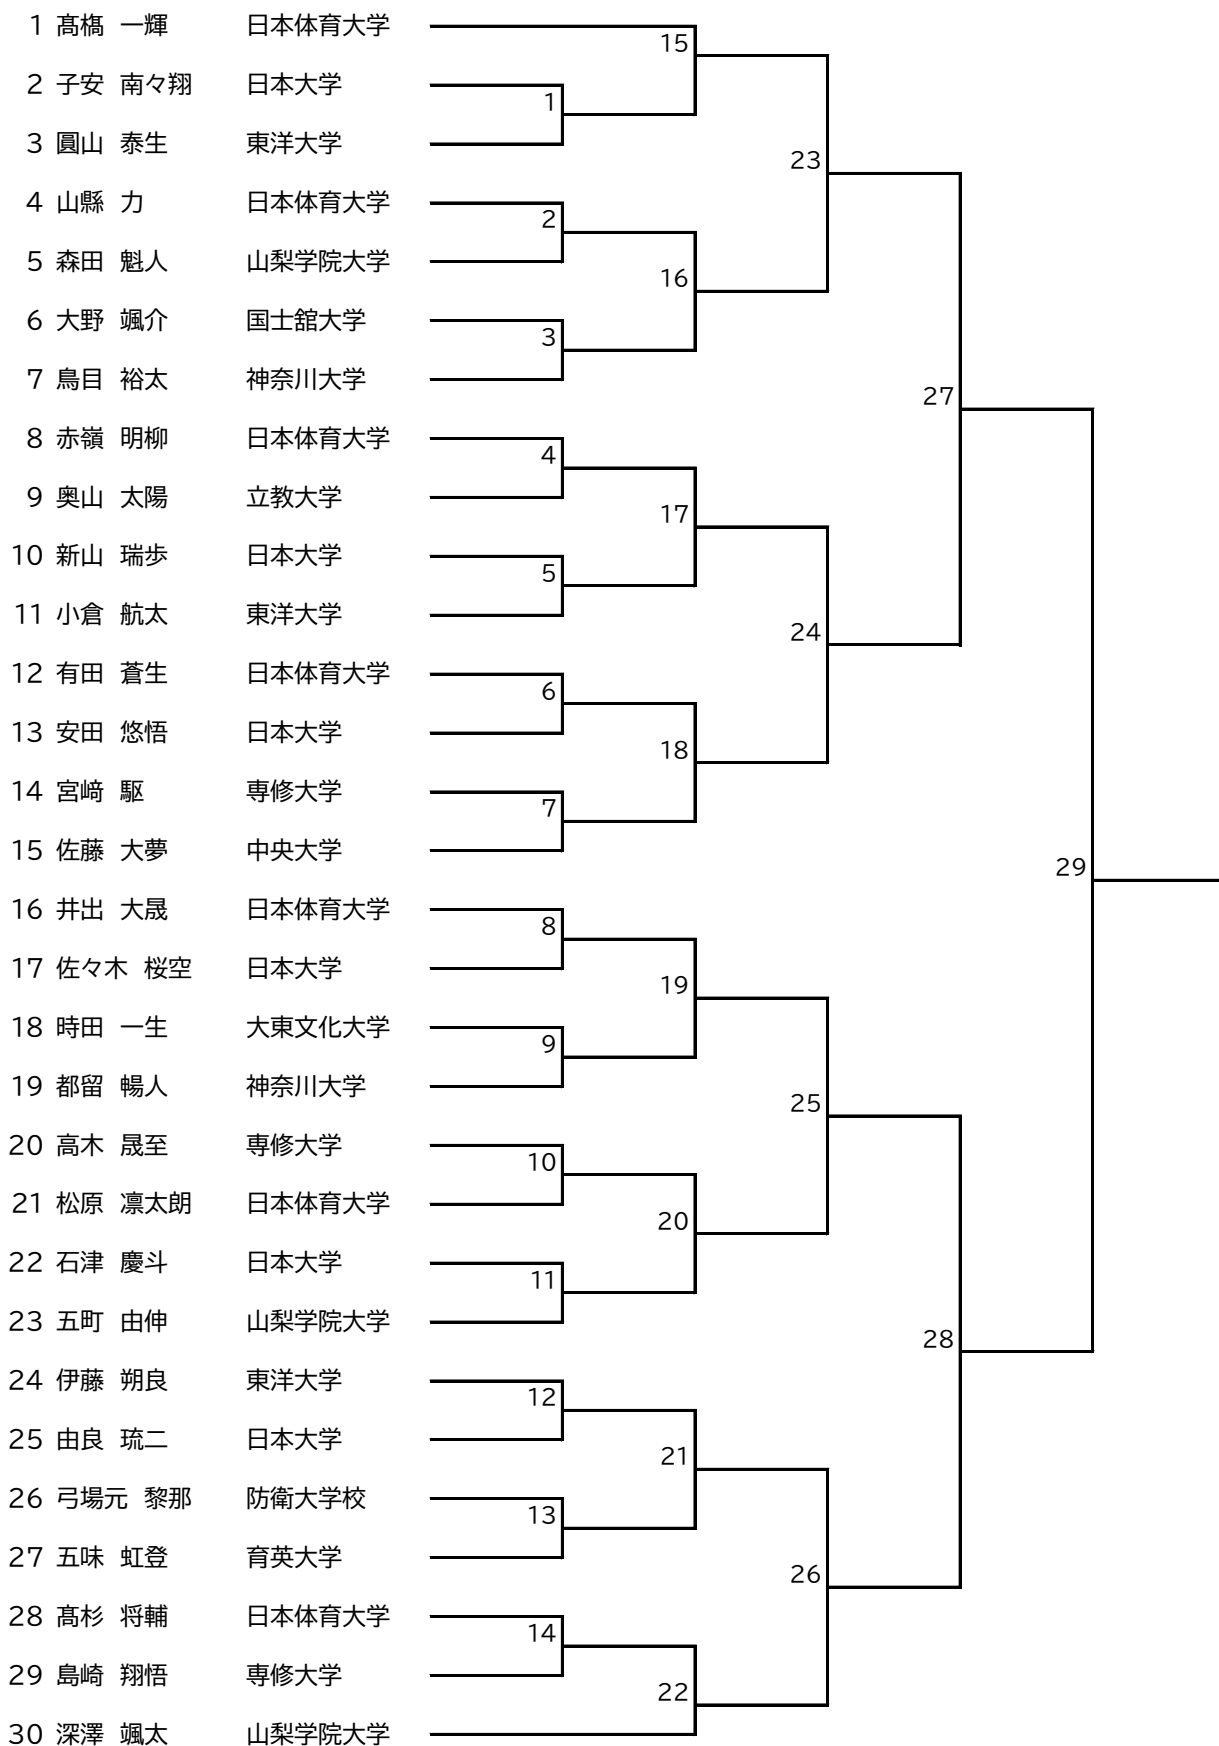 1 髙橋 一輝 日本体育大学
15
2 子安 南々翔 日本大学
1
3 圓山 泰生 東洋大学
23
4 山縣 力 日本体育大学
2
5 森田 魁人 山梨学院大学
16
6 大野 颯介 国士舘大学
3
7 鳥目 裕太 神奈川大学
27
8 赤嶺 明柳 日本体育大学
4
9 奥山 太陽 立教大学
17
10 新山 瑞歩 日本大学
5
11 小倉 航太 東洋大学
24
12 有田 蒼生 日本体育大学
6
13 安田 悠悟 日本大学
18
14 宮﨑 駆 専修大学
7
15 佐藤 大夢 中央大学
29
16 井出 大晟 日本体育大学
8
17 佐々木 桜空 日本大学
19
18 時田 一生 大東文化大学
9
19 都留 暢人 神奈川大学
25
20 高木 晟至 専修大学
10
21 松原 凛太朗 日本体育大学
20
22 石津 慶斗 日本大学
11
23 五町 由伸 山梨学院大学
28
24 伊藤 朔良 東洋大学
12
25 由良 琉二 日本大学
21
26 弓場元 黎那 防衛大学校
13
27 五味 虹登 育英大学
26
28 髙杉 将輔 日本体育大学
14
29 島崎 翔悟 専修大学
22
30 深澤 颯太 山梨学院大学